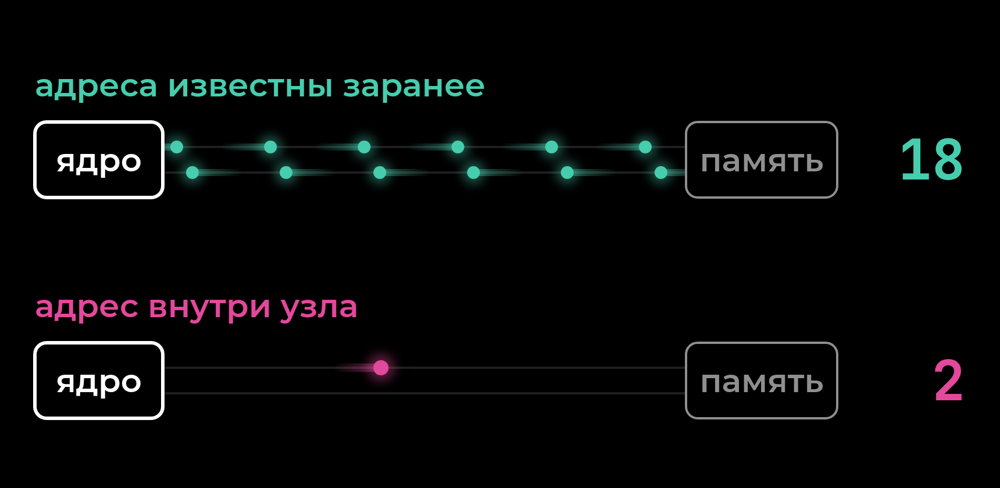 адреса известны заранее
ядро
память
18
адрес внутри узла
ядро
память
2